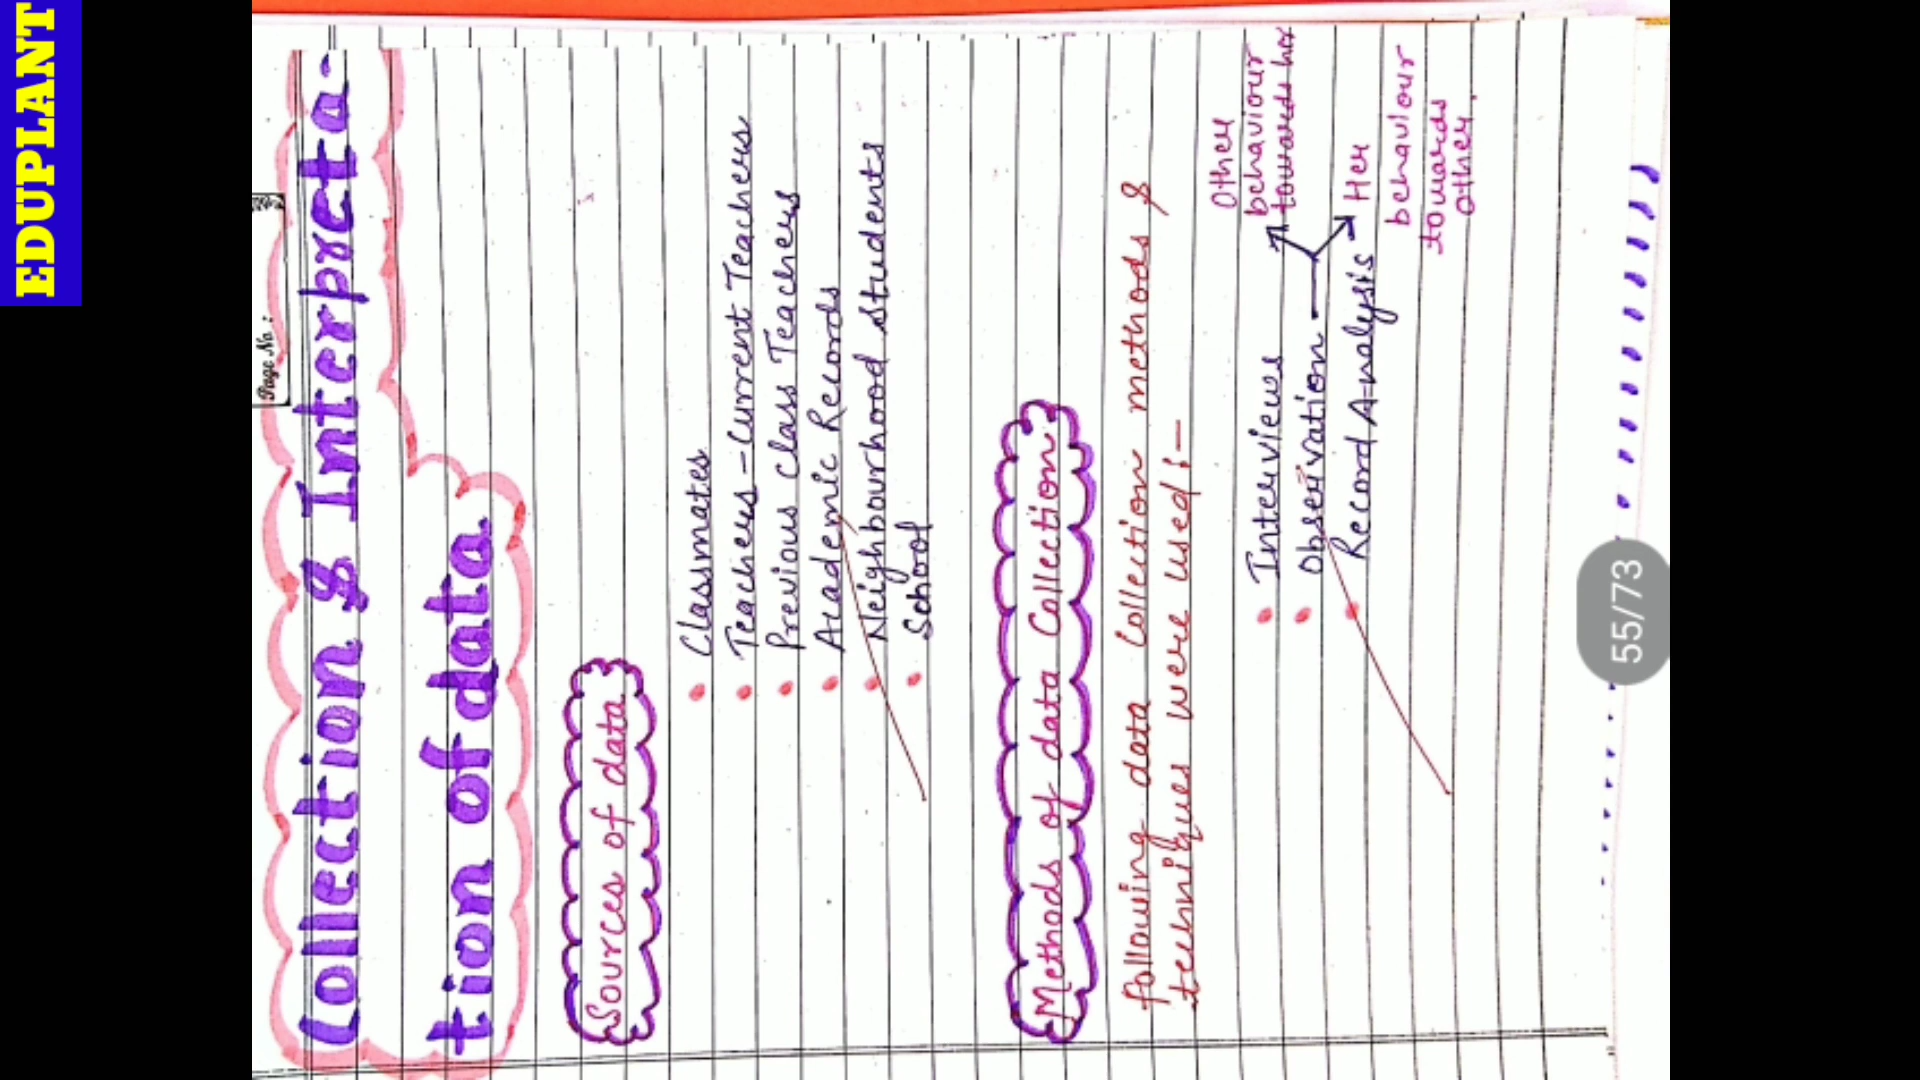 EDUPLANT
Page No.:
Collection & Interpreta-
tion of data
Sources of data
Classmates
Teachers - Current Teachers
Previous Class Teachers
Academic Records
Neighbourhood students
School
Methods of data Collection
following data collection methods &
techniques were used :-
Interviews
Observation
Record Analysis
Other
behaviour
towards her
Her
behaviour
towards
other.
55/73